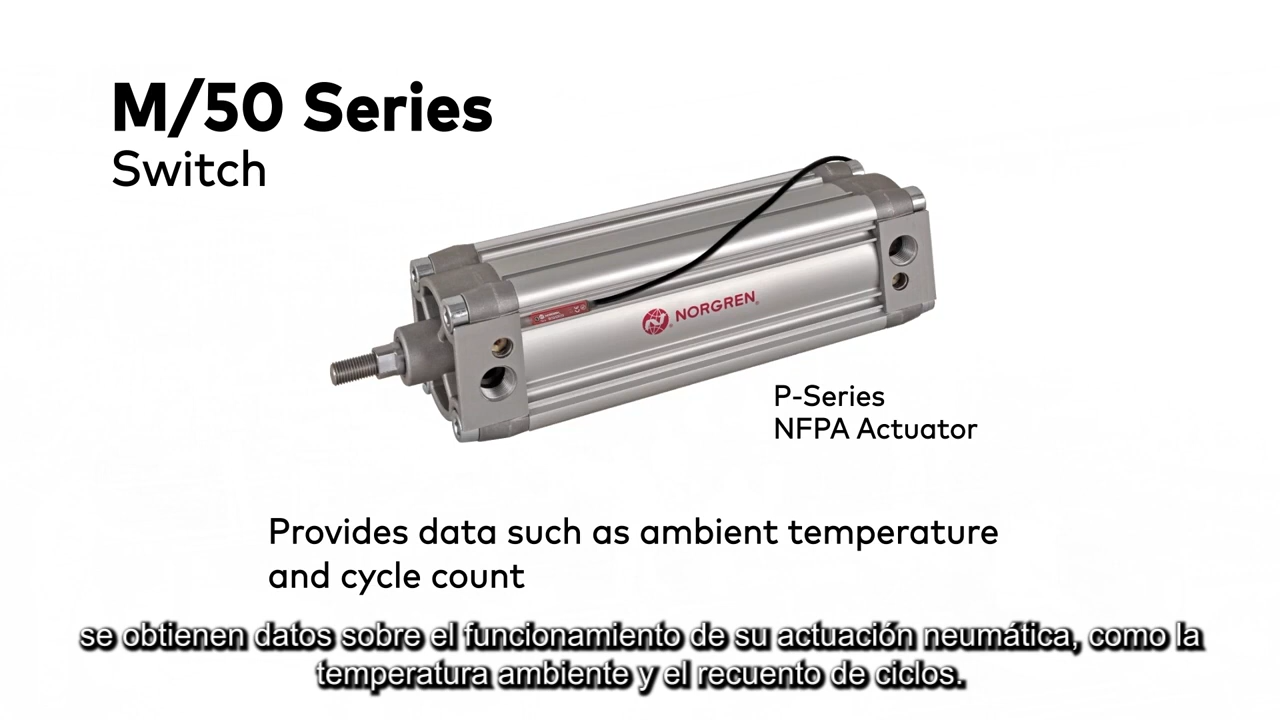 M/50 Series
Switch
NORGREN
P-Series
NFPA Actuator
Provides data such as ambient temperature
and cycle count
se obtienen datos sobre el funcionamiento de su actuación neumática, como la
temperatura ambiente y el recuento de ciclos.